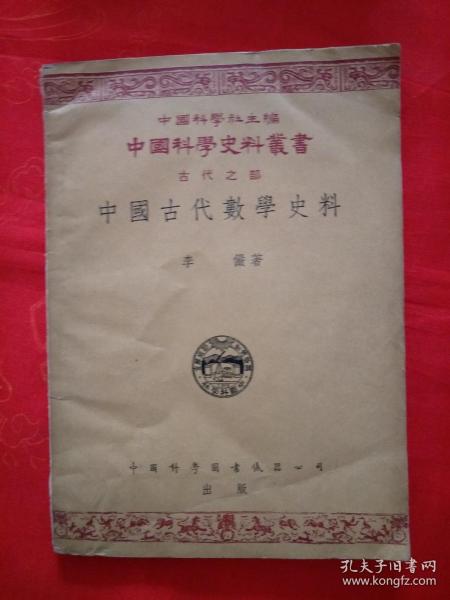 中國科學社主編
中國科學史料叢書
古代之部
中國古代數學史料
李儼著
中國科學圖書儀器公司
出版
孔夫子旧书网
www.kongfz.com